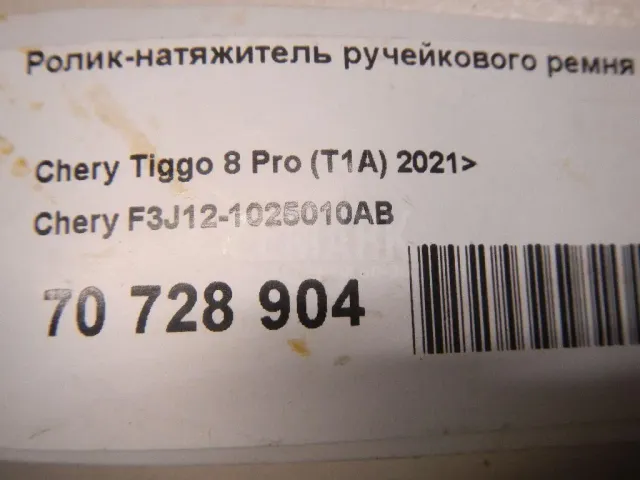 Ролик-натяжитель ручейкового ремня
Chery Tiggo 8 Pro (T1A) 2021>
Chery F3J12-1025010AB
70 728 904